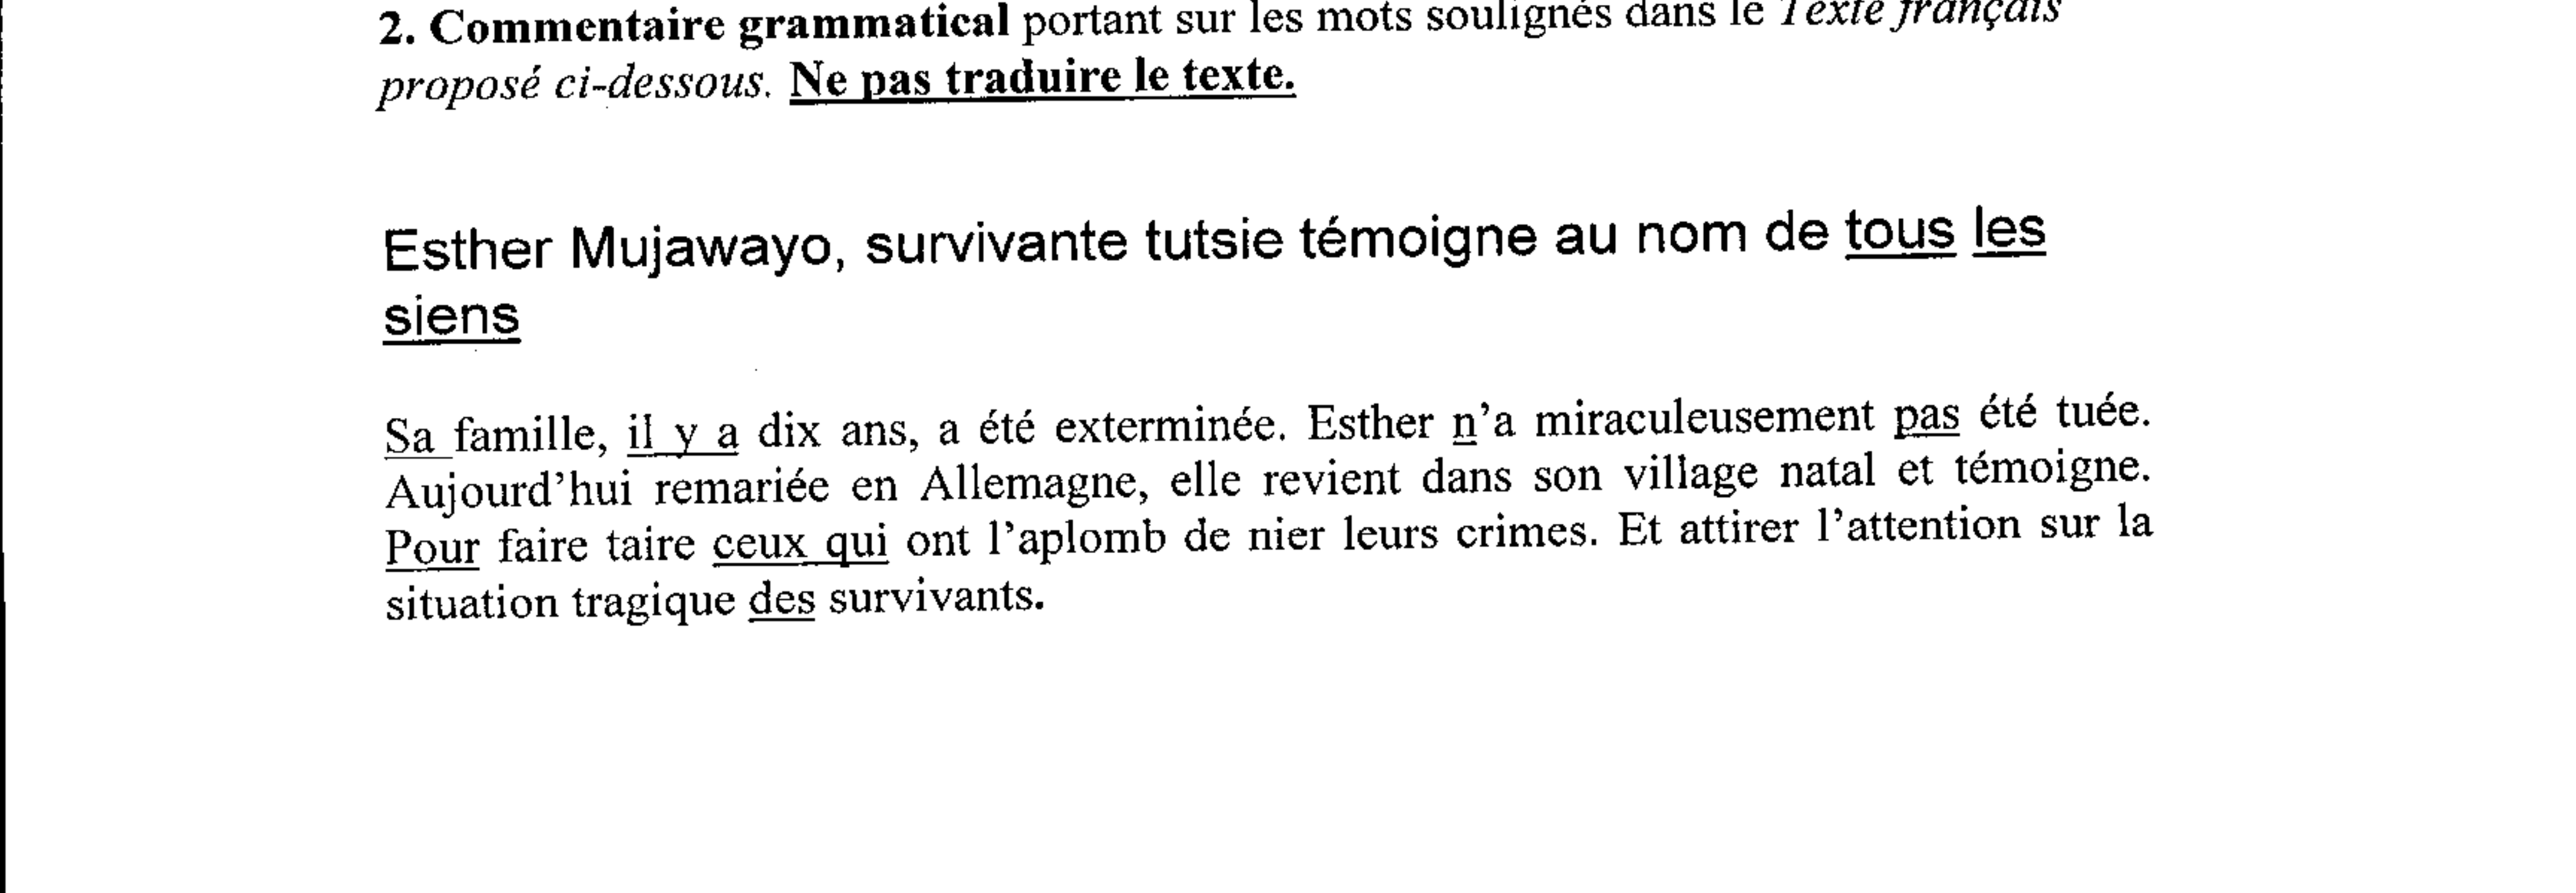 2. Commentaire grammatical portant sur les mots soulignés dans le Texte français
proposé ci-dessous. Ne pas traduire le texte.
Esther Mujawayo, survivante tutsie témoigne au nom de tous les
siens
Sa famille, il y a dix ans, a été exterminée. Esther n'a miraculeusement pas été tuée.
Aujourd'hui remariée en Allemagne, elle revient dans son village natal et témoigne.
Pour faire taire ceux qui ont l'aplomb de nier leurs crimes. Et attirer l'attention sur la
situation tragique des survivants.